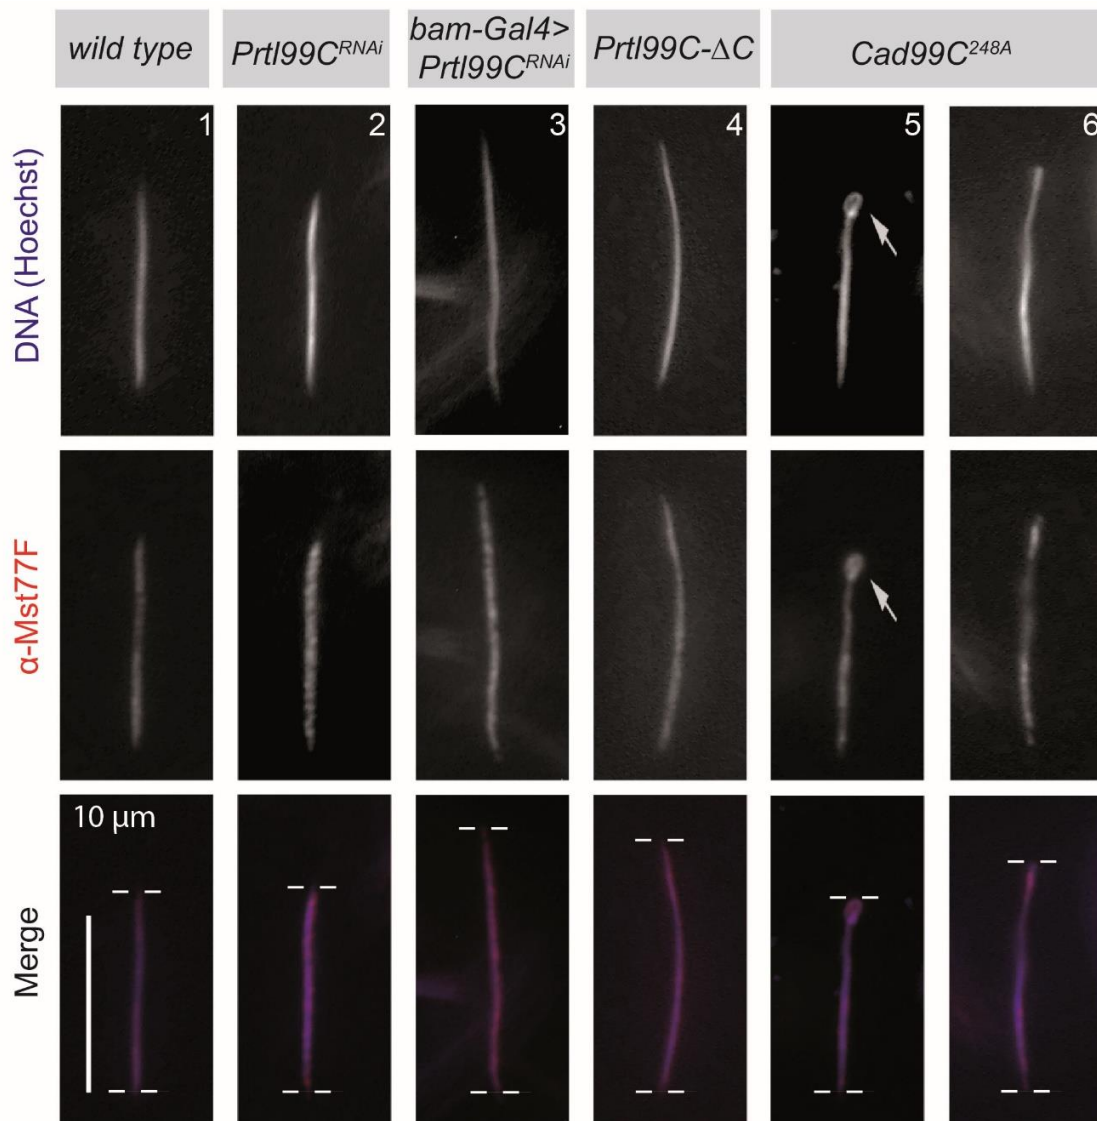 wild type
Prtl99C^RNAi
bam-Gal4>
Prtl99C^RNAi
Prtl99C-ΔC
Cad99C^248A
DNA (Hoechst)
1
2
3
4
5
6
α-Mst77F
Merge
10 µm